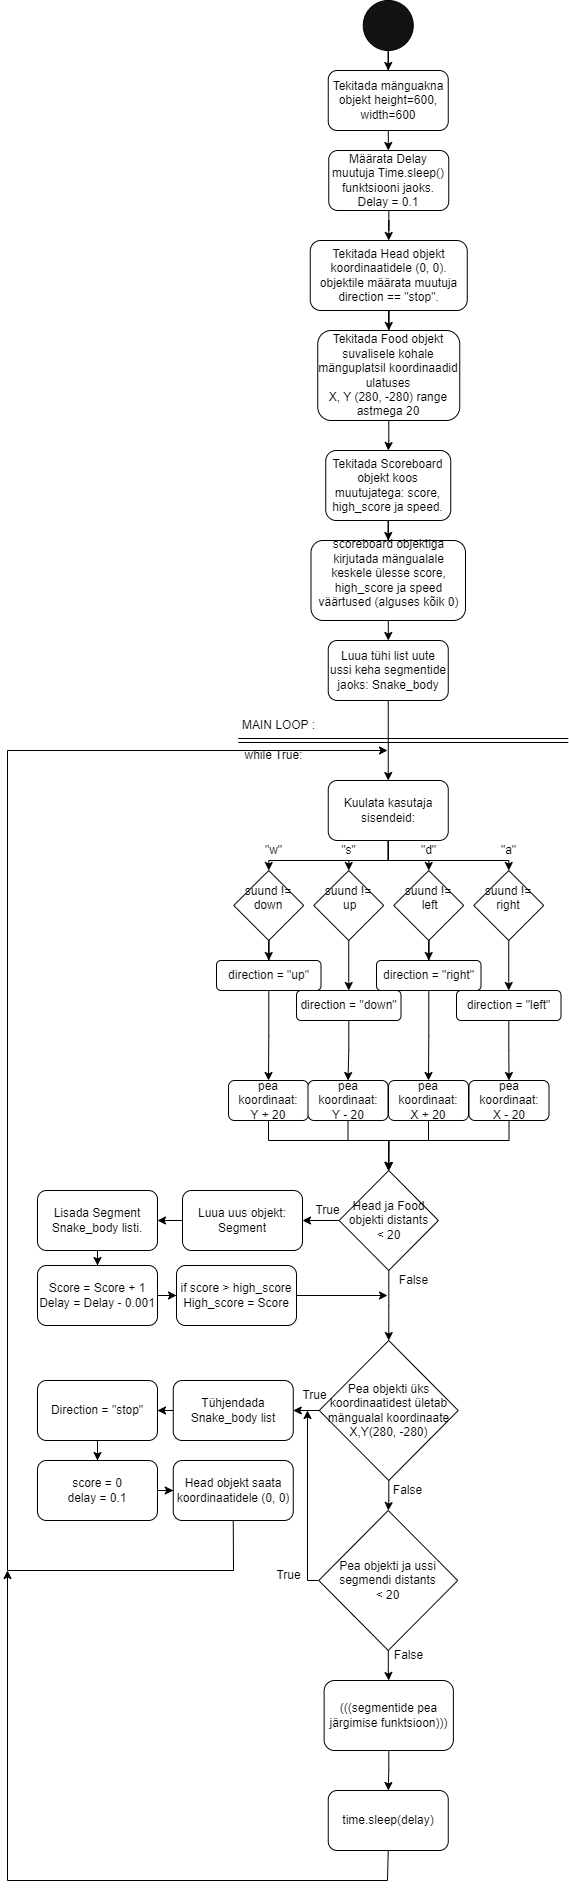 Tekitada mänguakna
objekt height=600,
width=600
Määrata Delay
muutuja Time.sleep()
funktsiooni jaoks.
Delay = 0.1
Tekitada Head objekt
koordinaatidele (0, 0).
objektile määrata muutuja
direction == "stop".
Tekitada Food objekt
suvalisele kohale
mänguplatsil koordinaadid
ulatuses
X, Y (280, -280) range
astmega 20
Tekitada Scoreboard
objekt koos
muutujatega: score,
high_score ja speed.
scoreboard objektiga
kirjutada mängualale
keskele ülesse score,
high_score ja speed
väärtused (alguses kõik 0)
Luua tühi list uute
ussi keha segmentide
jaoks: Snake_body
MAIN LOOP :
while True:
Kuulata kasutaja
sisendeid:
"w"
"s"
"d"
"a"
suund !=
down
suund !=
up
suund !=
left
suund !=
right
direction = "up"
direction = "right"
direction = "down"
direction = "left"
pea
koordinaat:
Y + 20
pea
koordinaat:
Y - 20
pea
koordinaat:
X + 20
pea
koordinaat:
X - 20
Head ja Food
objekti distants
< 20
True
Luua uus objekt:
Segment
Lisada Segment
Snake_body listi.
Score = Score + 1
Delay = Delay - 0.001
if score > high_score
High_score = Score
False
Pea objekti üks
koordinaatidest ületab
mängualal koordinaate
X,Y(280, -280)
True
Tühjendada
Snake_body list
Direction = "stop"
score = 0
delay = 0.1
Head objekt saata
koordinaatidele (0, 0)
False
Pea objekti ja ussi
segmendi distants
< 20
True
False
(((segmentide pea
järgimise funktsioon)))
time.sleep(delay)